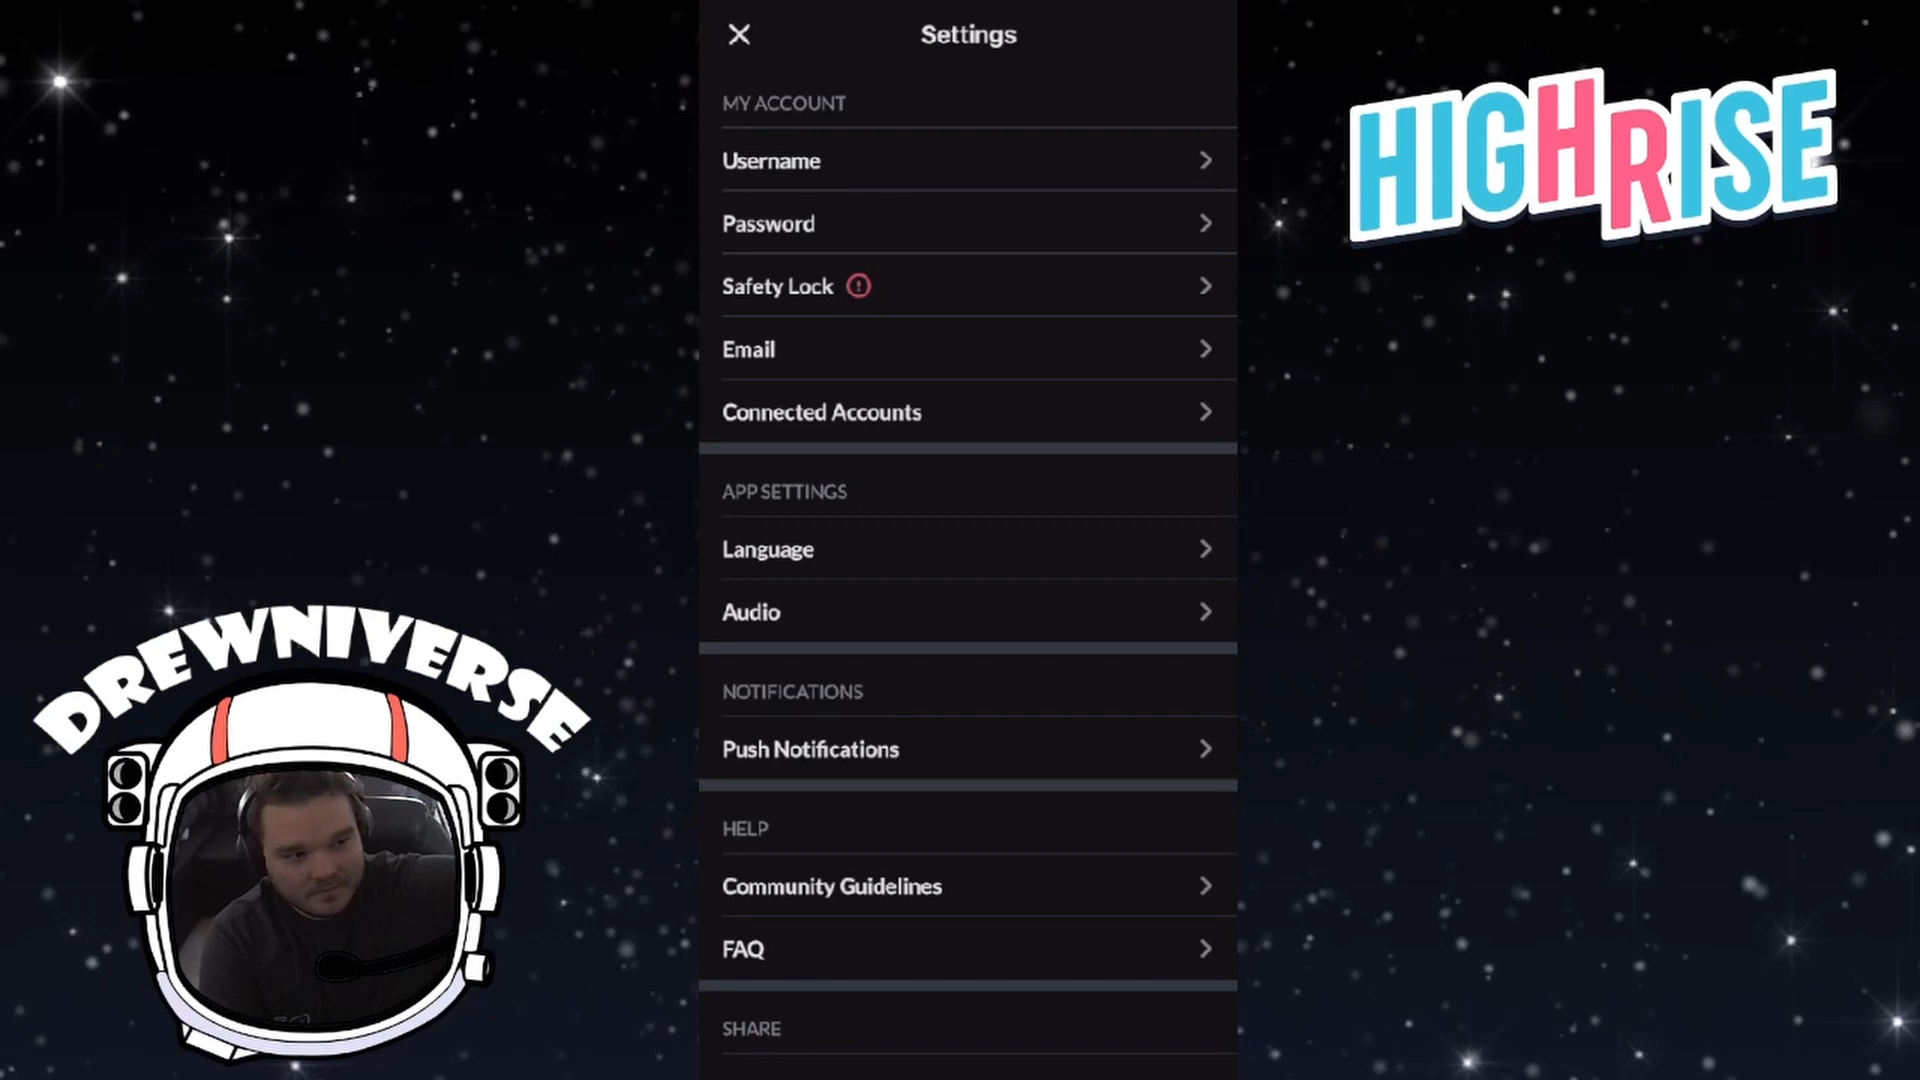 Settings
HIGHRISE
MY ACCOUNT
Username
Password
Safety Lock
Email
Connected Accounts
APP SETTINGS
Language
Audio
NOTIFICATIONS
Push Notifications
HELP
Community Guidelines
FAQ
SHARE
DREWNIVERSE